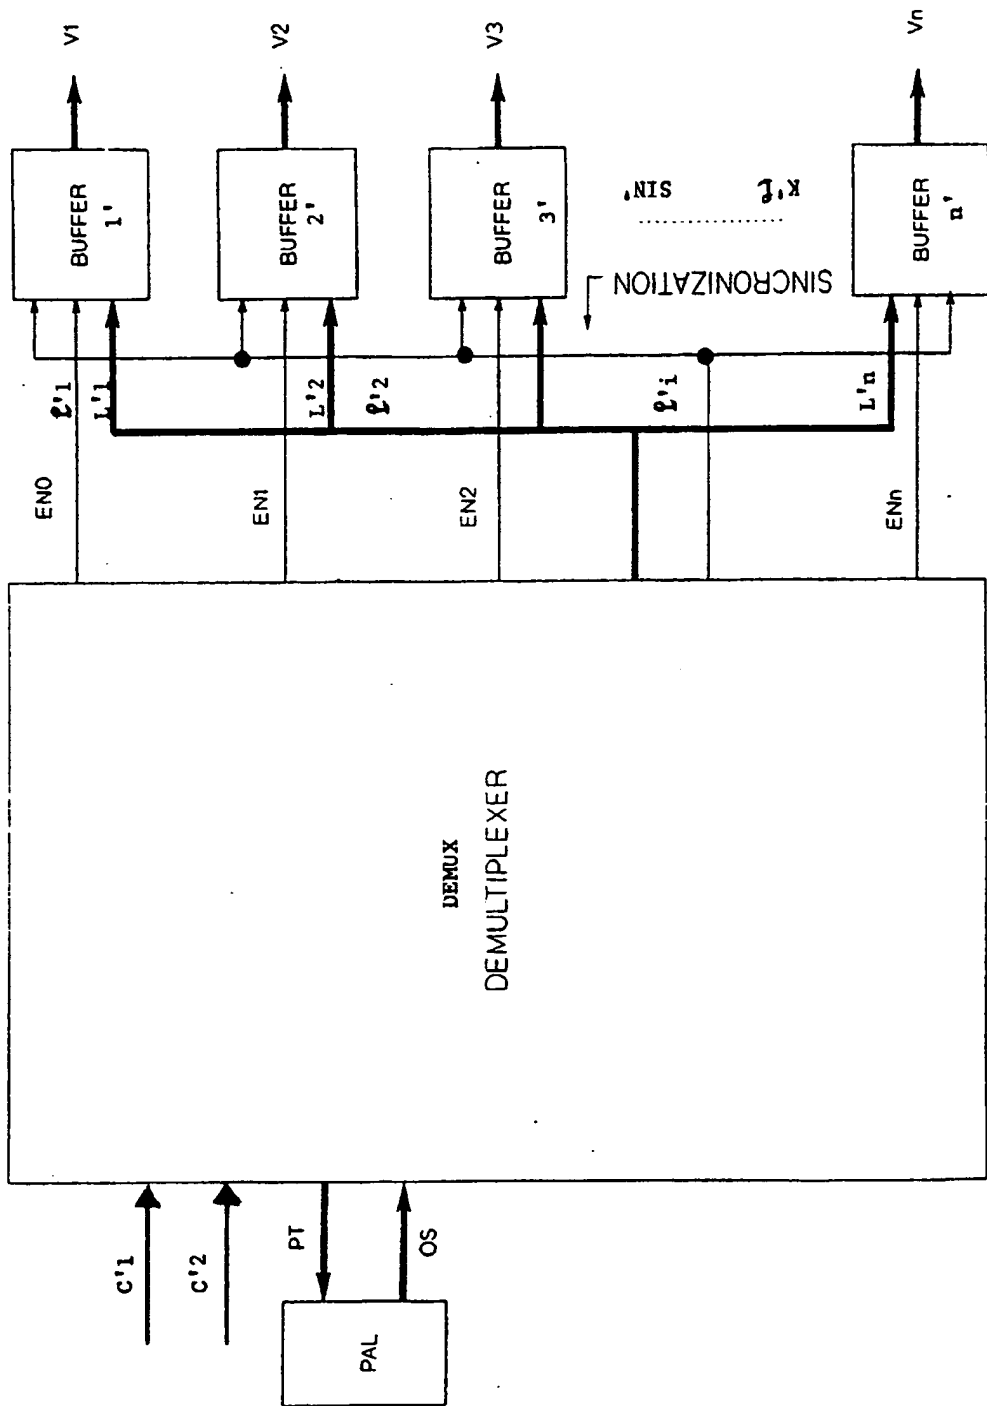 V1
V2
V3
Vn
BUFFER
1'
BUFFER
2'
BUFFER
3'
BUFFER
n'
SIN'
K'ℓ
SINCRONIZATION
ℓ'1
L'1
L'2
ℓ'2
ℓ'i
L'n
EN0
EN1
EN2
ENn
DEMUX
DEMULTIPLEXER
C'1
C'2
PT
OS
PAL